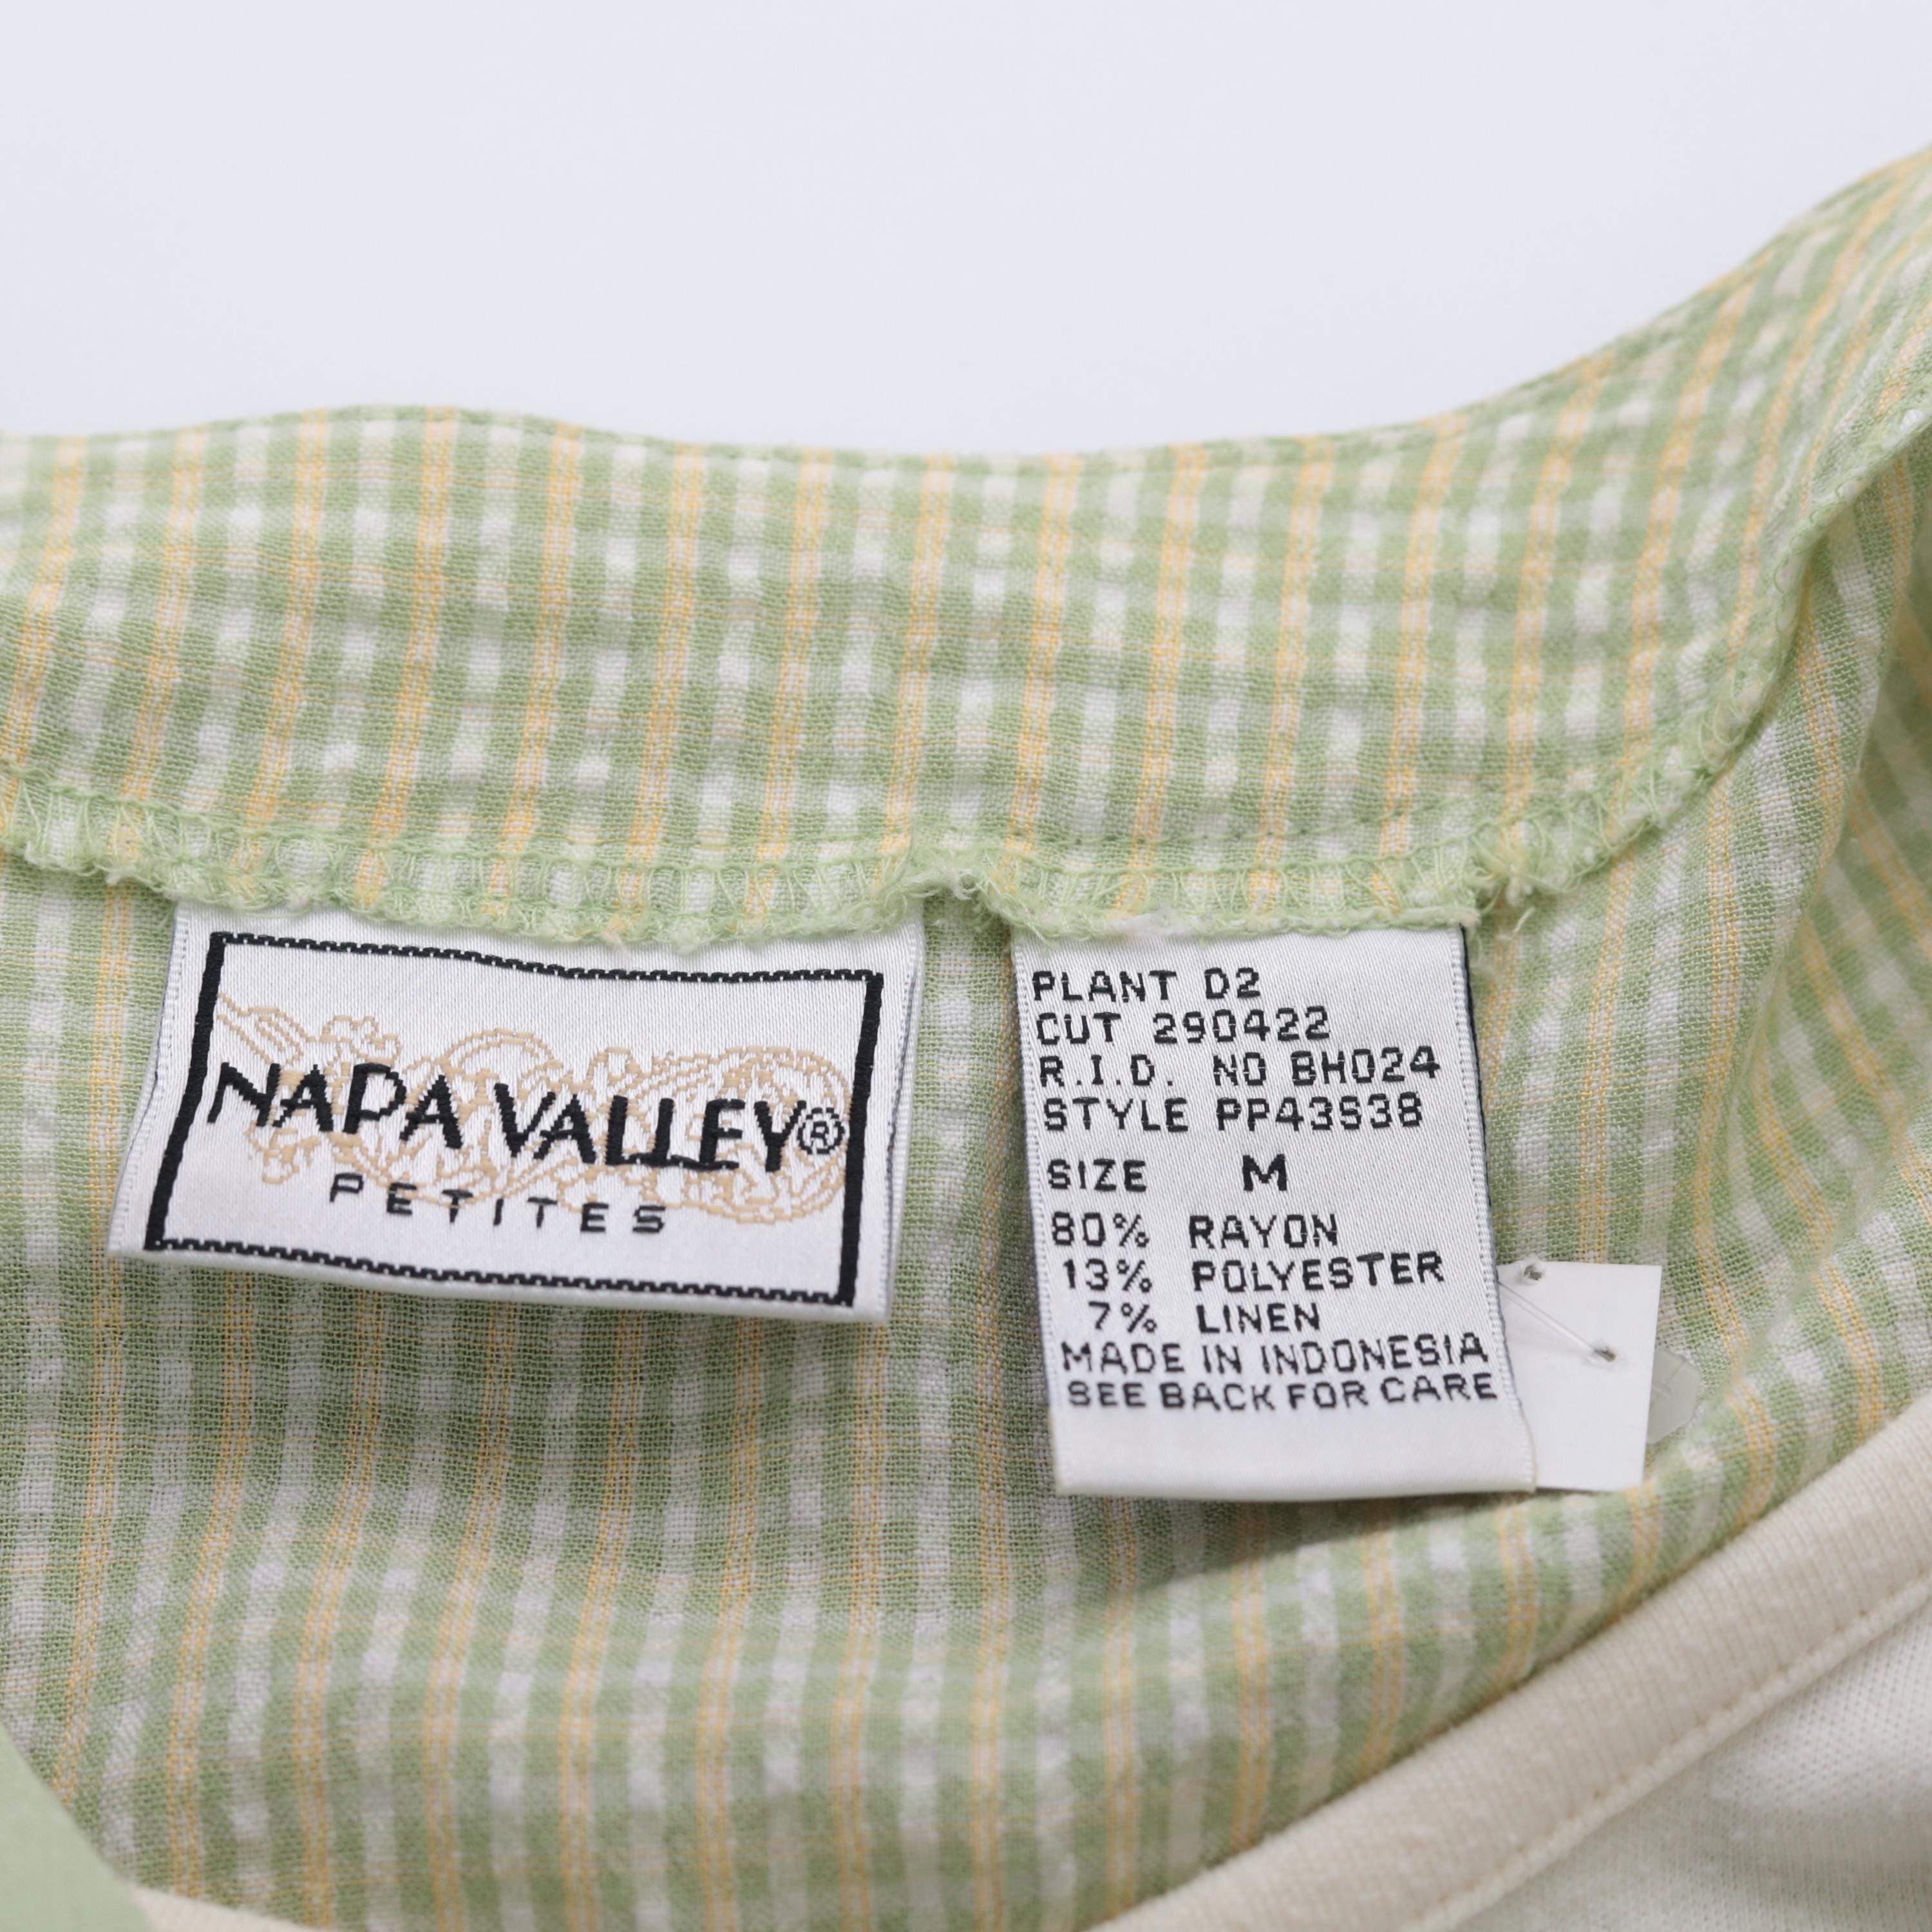 NAPA VALLEY®
PETITES
PLANT D2
CUT 290422
R.I.D. NO BH024
STYLE PP43S38
SIZE M
80% RAYON
13% POLYESTER
7% LINEN
MADE IN INDONESIA
SEE BACK FOR CARE